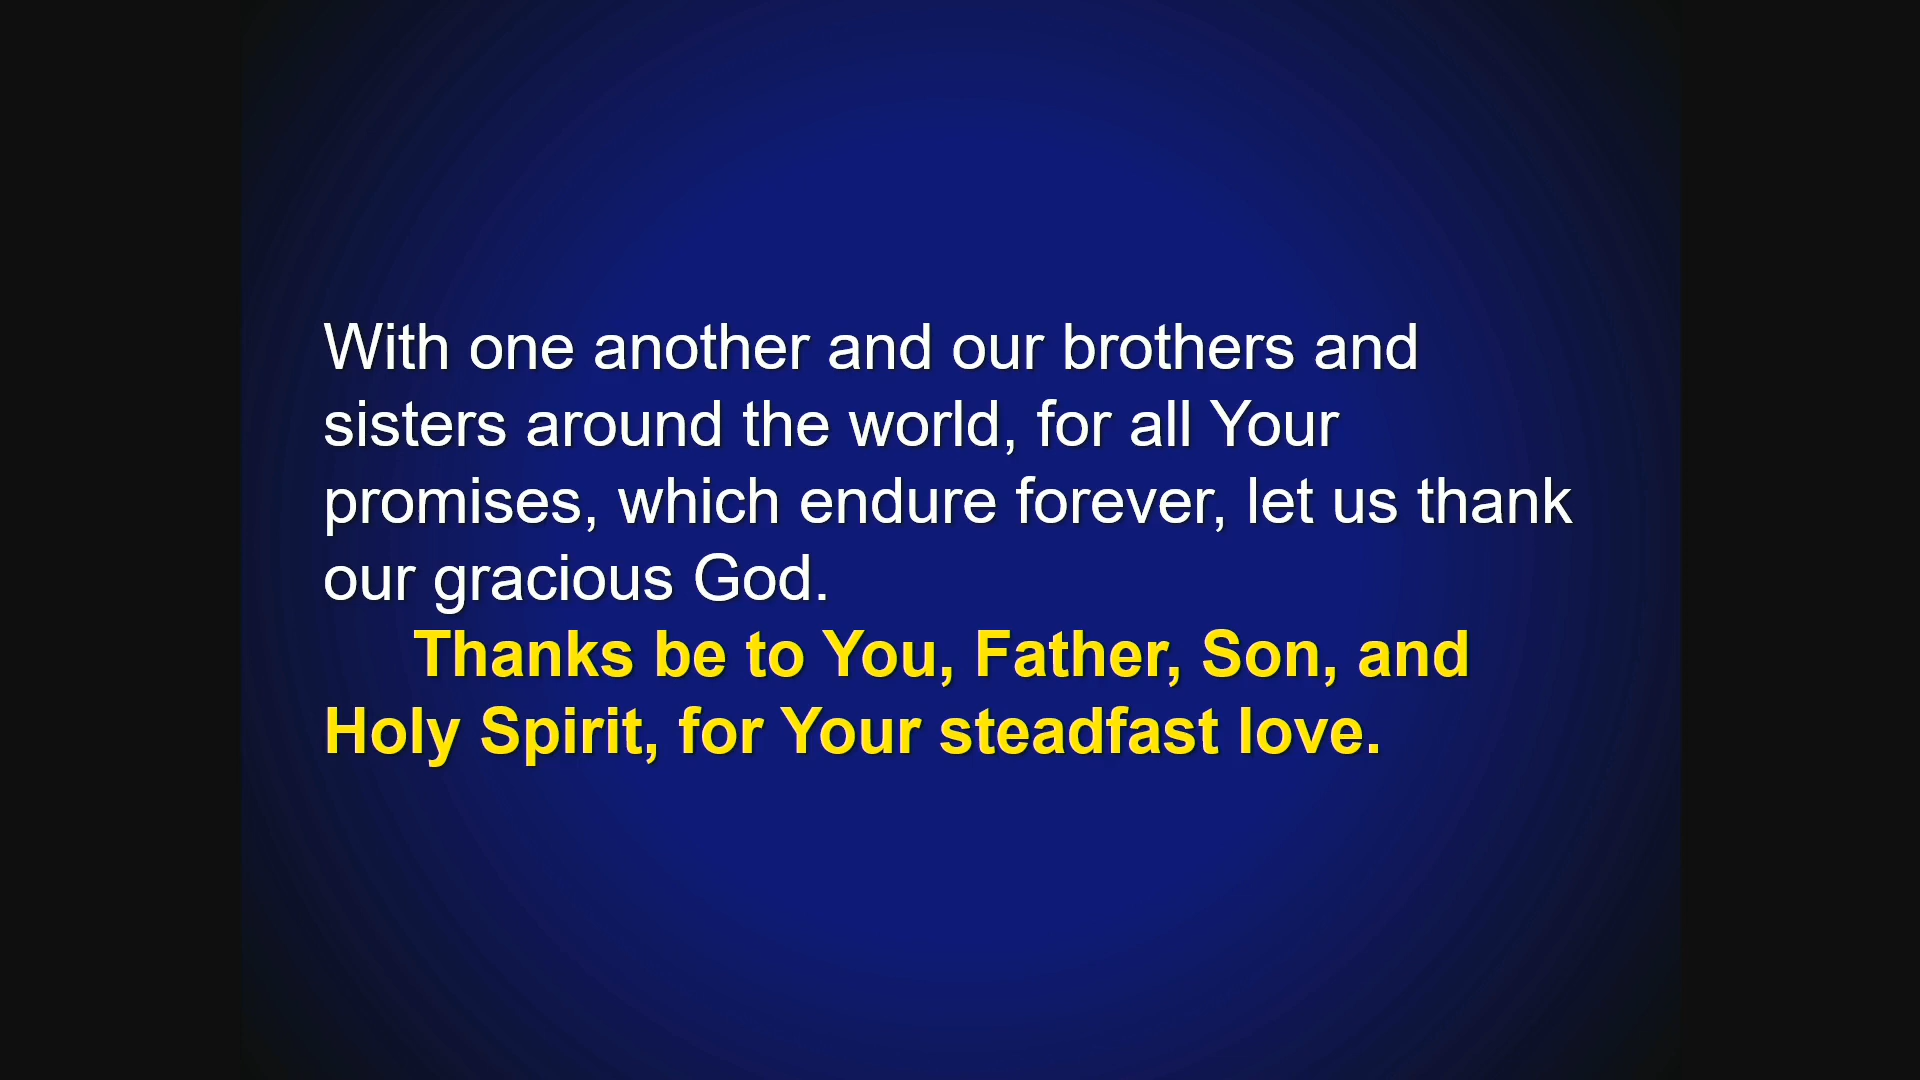 With one another and our brothers and
sisters around the world, for all Your
promises, which endure forever, let us thank
our gracious God.
Thanks be to You, Father, Son, and
Holy Spirit, for Your steadfast love.